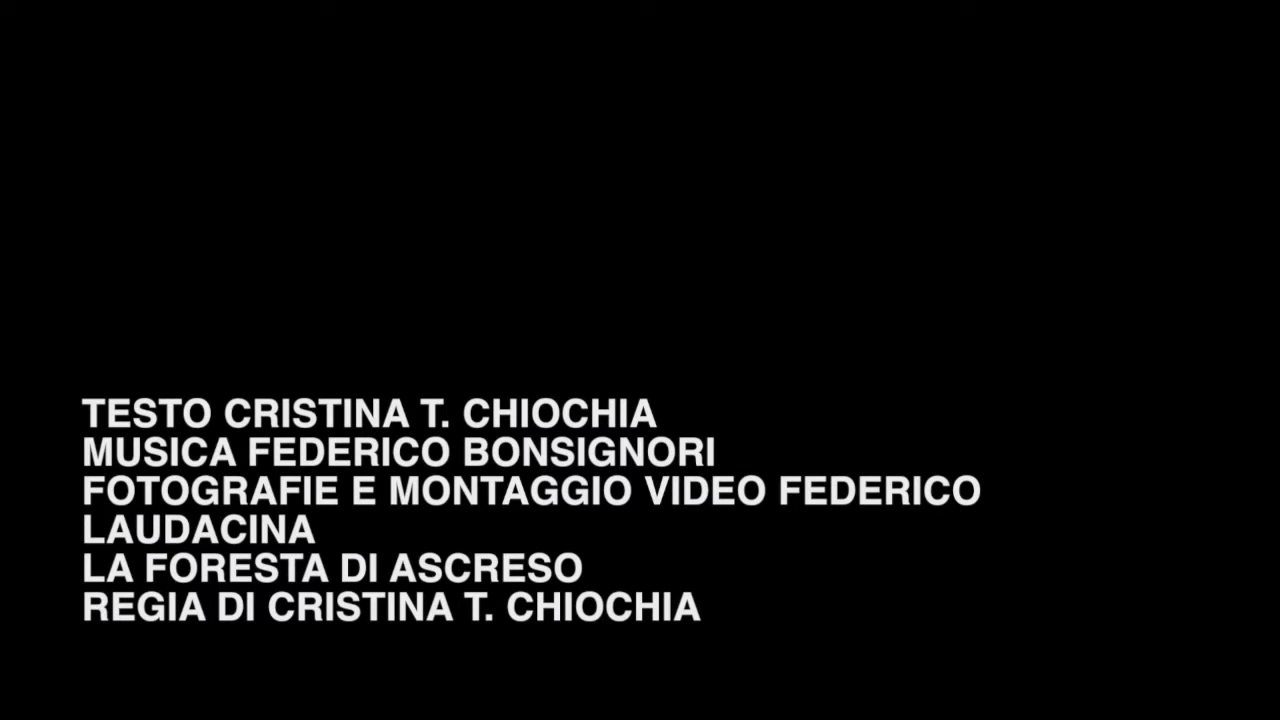 TESTO CRISTINA T. CHIOCHIA
MUSICA FEDERICO BONSIGNORI
FOTOGRAFIE E MONTAGGIO VIDEO FEDERICO
LAUDACINA
LA FORESTA DI ASCRESO
REGIA DI CRISTINA T. CHIOCHIA